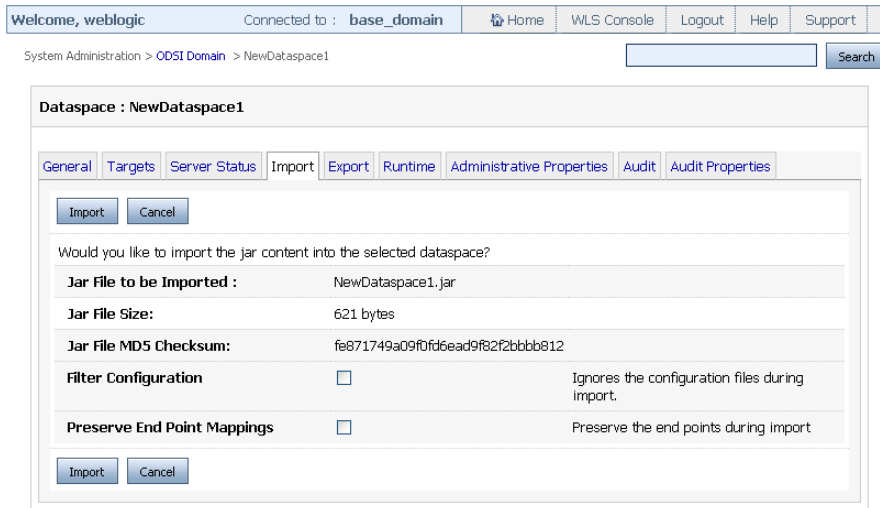 Welcome, weblogic Connected to : base_domain Home WLS Console Logout Help Support
System Administration > ODSI Domain > NewDataspace1 Search
Dataspace : NewDataspace1
General Targets Server Status Import Export Runtime Administrative Properties Audit Audit Properties
Import Cancel
Would you like to import the jar content into the selected dataspace?
Jar File to be Imported : NewDataspace1.jar
Jar File Size: 621 bytes
Jar File MD5 Checksum: fe871749a09f0fd6ead9f82f2bbbb812
Filter Configuration Ignores the configuration files during
import.
Preserve End Point Mappings Preserve the end points during import
Import Cancel